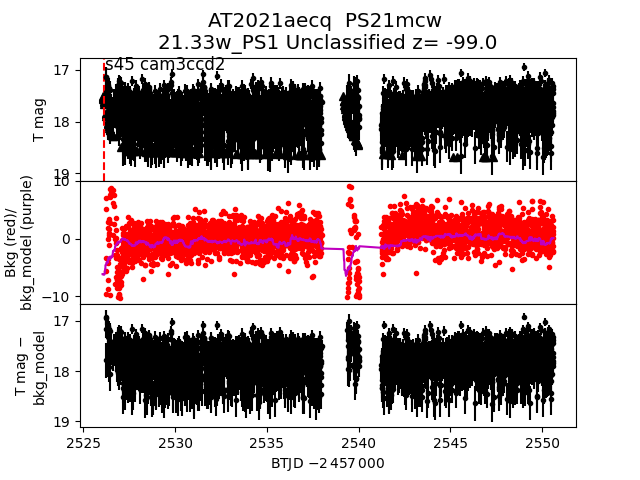 AT2021aecq  PS21mcw
21.33w_PS1 Unclassified z= -99.0
s45 cam3ccd2
17
18
19
T mag
10
0
−10
Bkg (red)/
bkg_model (purple)
17
18
19
T mag −
bkg_model
2525 2530 2535 2540 2545 2550
BTJD −2 457 000